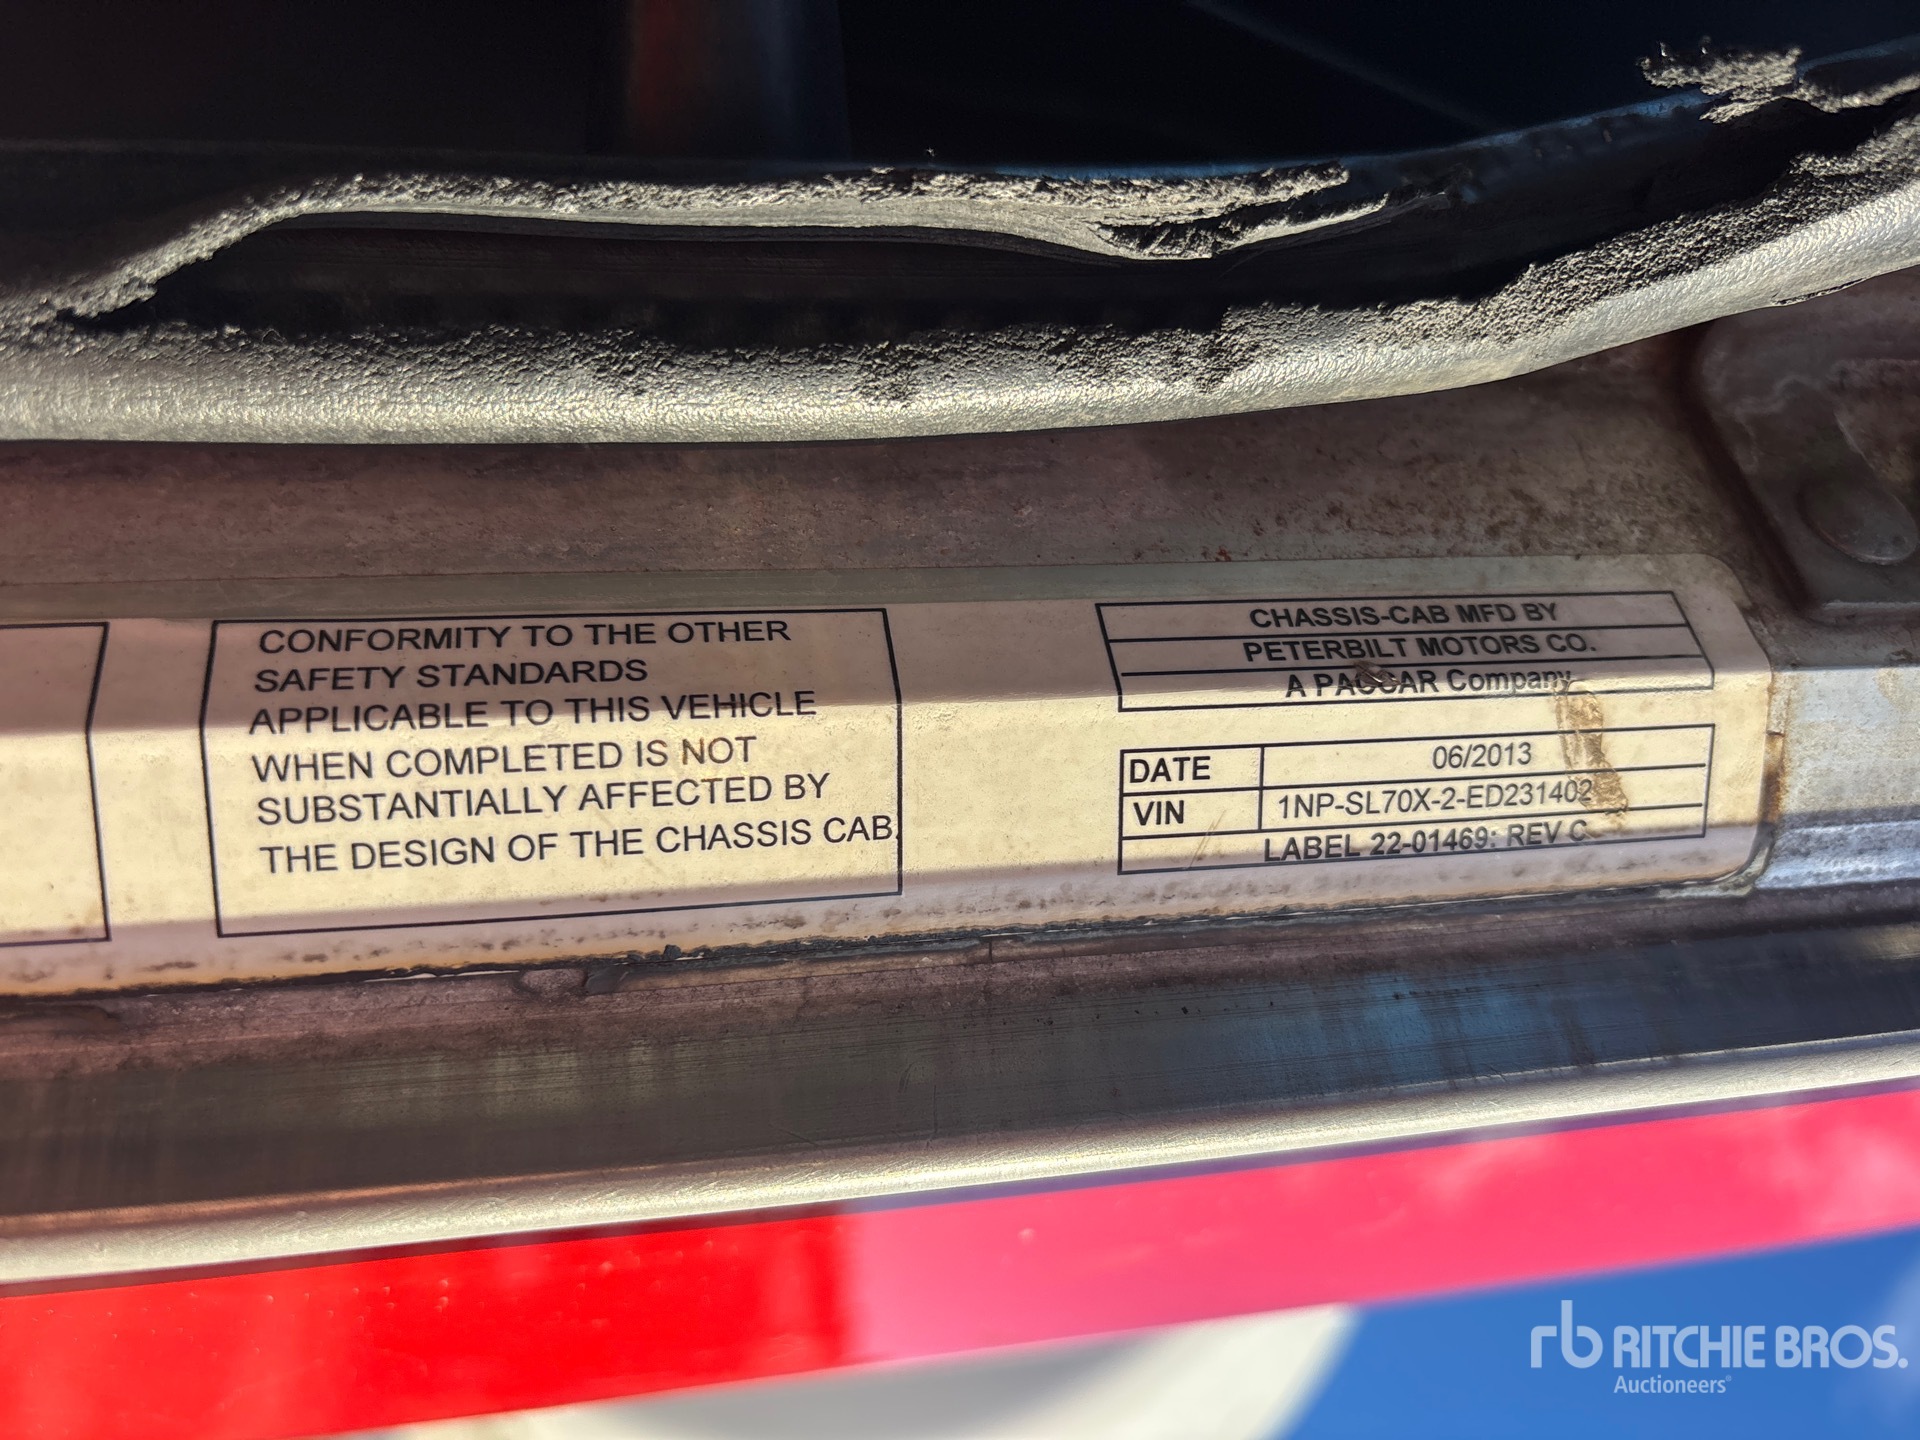 CONFORMITY TO THE OTHER
SAFETY STANDARDS
APPLICABLE TO THIS VEHICLE
WHEN COMPLETED IS NOT
SUBSTANTIALLY AFFECTED BY
THE DESIGN OF THE CHASSIS CAB.
CHASSIS-CAB MFD BY
PETERBILT MOTORS CO.
A PACCAR Company
DATE 06/2013
VIN 1NP-SL70X-2-ED231402
LABEL 22-01469: REV C
rb RITCHIE BROS.
Auctioneers®